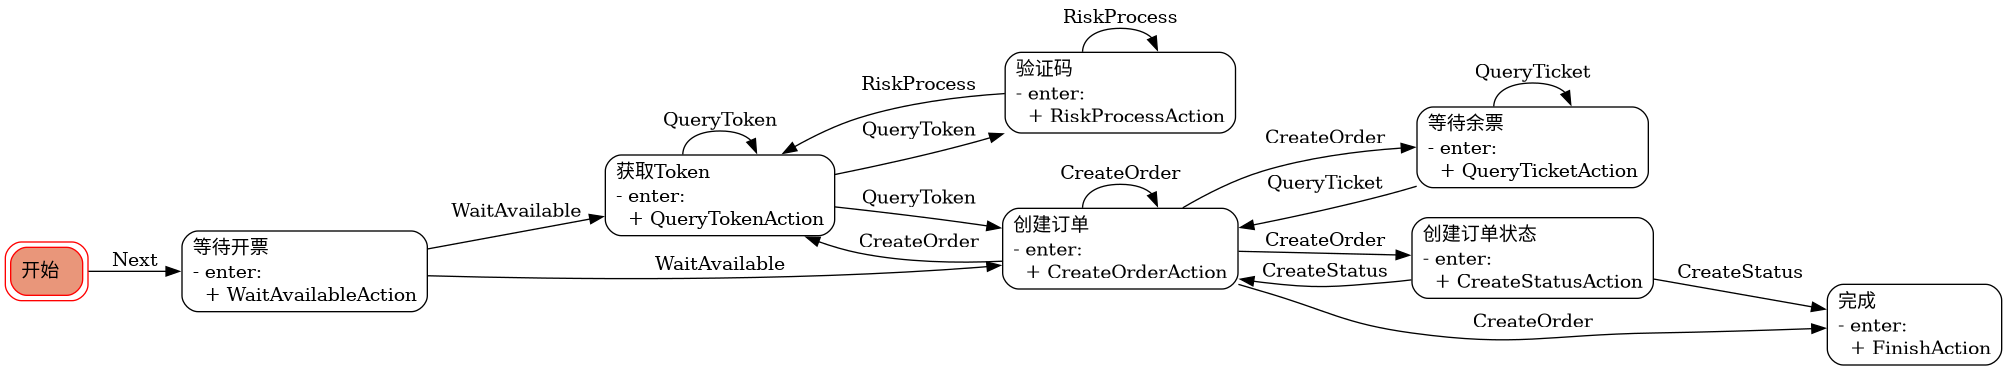 开始
Next
等待开票
- enter:
+ WaitAvailableAction
WaitAvailable
WaitAvailable
QueryToken
获取Token
- enter:
+ QueryTokenAction
RiskProcess
QueryToken
QueryToken
CreateOrder
RiskProcess
验证码
- enter:
+ RiskProcessAction
CreateOrder
创建订单
- enter:
+ CreateOrderAction
CreateOrder
QueryTicket
CreateOrder
CreateStatus
CreateOrder
QueryTicket
等待余票
- enter:
+ QueryTicketAction
创建订单状态
- enter:
+ CreateStatusAction
CreateStatus
完成
- enter:
+ FinishAction